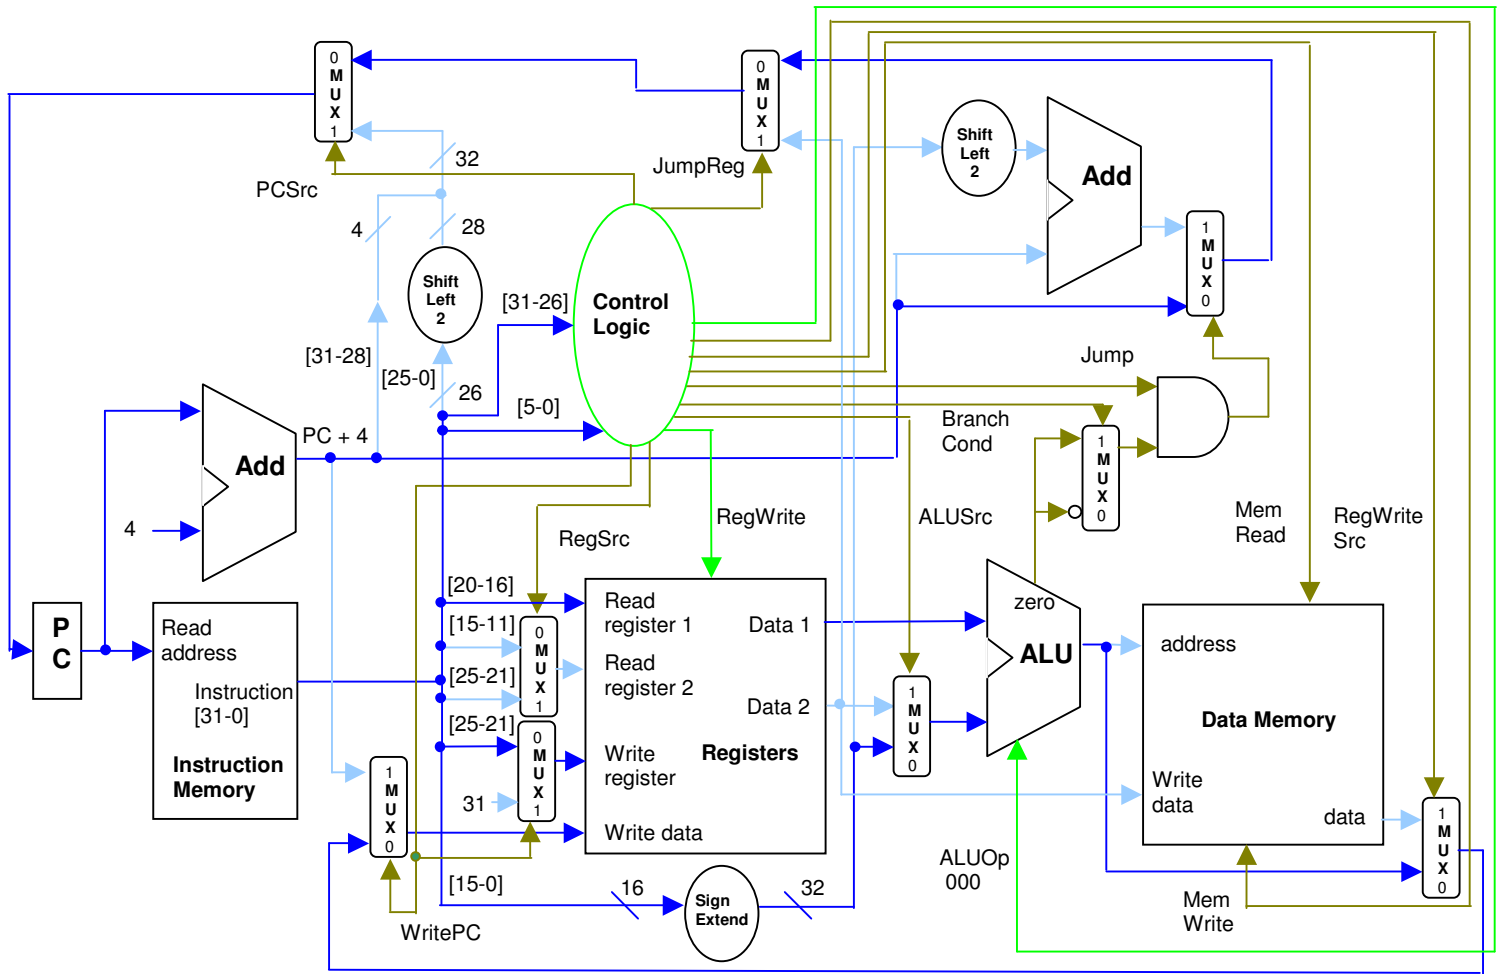 0
M
U
X
1
PCSrc
32
4
28
Shift
Left
2
[31-28]
[25-0]
26
[31-26]
[5-0]
Control
Logic
JumpReg
0
M
U
X
1
Shift
Left
2
Add
1
M
U
X
0
Jump
Branch
Cond
1
M
U
X
0
PC + 4
Add
4
P
C
Read
address
Instruction
[31-0]
Instruction
Memory
RegSrc
RegWrite
ALUSrc
Mem
Read
RegWrite
Src
[20-16]
[15-11]
[25-21]
[25-21]
31
0
M
U
X
1
0
M
U
X
1
Read
register 1
Data 1
Read
register 2
Data 2
Registers
Write
register
Write data
1
M
U
X
0
WritePC
[15-0]
16
Sign
Extend
32
1
M
U
X
0
zero
ALU
ALUOp
000
address
Data Memory
Write
data
data
Mem
Write
1
M
U
X
0